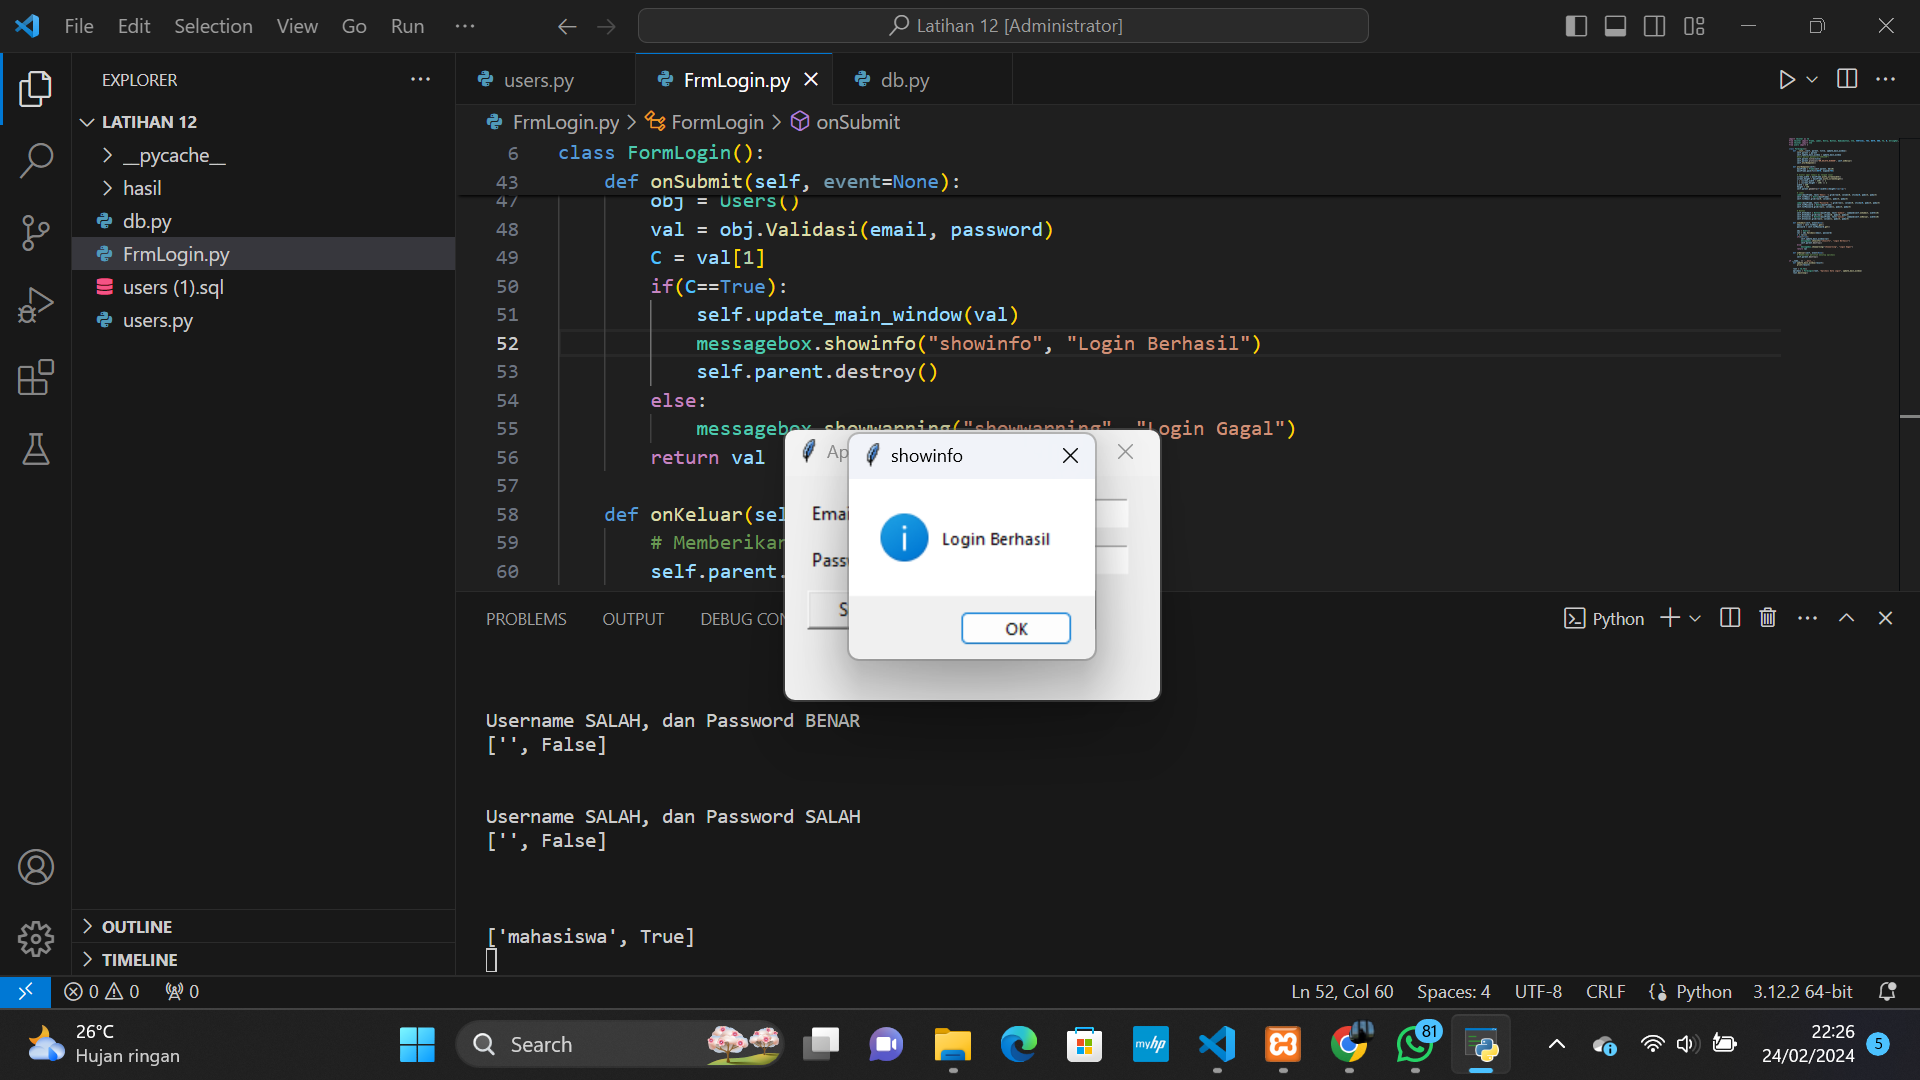 File Edit Selection View Go Run ···
Latihan 12 [Administrator]
EXPLORER
users.py
FrmLogin.py
db.py
LATIHAN 12
__pycache__
hasil
db.py
FrmLogin.py
users (1).sql
users.py
OUTLINE
TIMELINE
FrmLogin.py > FormLogin > onSubmit
6 class FormLogin():
43 def onSubmit(self, event=None):
47 obj = Users()
48 val = obj.Validasi(email, password)
49 C = val[1]
50 if(C==True):
51 self.update_main_window(val)
52 messagebox.showinfo("showinfo", "Login Berhasil")
53 self.parent.destroy()
54 else:
55 messagebox.showwarning("showwarning", "Login Gagal")
56 return val
57
58 def onKeluar(sel
59 # Memberikan
60 self.parent.
Ap
Emai
Passw
S
showinfo
Login Berhasil
OK
PROBLEMS OUTPUT DEBUG CON
Python
Username SALAH, dan Password BENAR
['', False]
Username SALAH, dan Password SALAH
['', False]
['mahasiswa', True]
0 0 0
Ln 52, Col 60 Spaces: 4 UTF-8 CRLF Python 3.12.2 64-bit
26°C
Hujan ringan
Search
myhp
81
22:26
24/02/2024
5